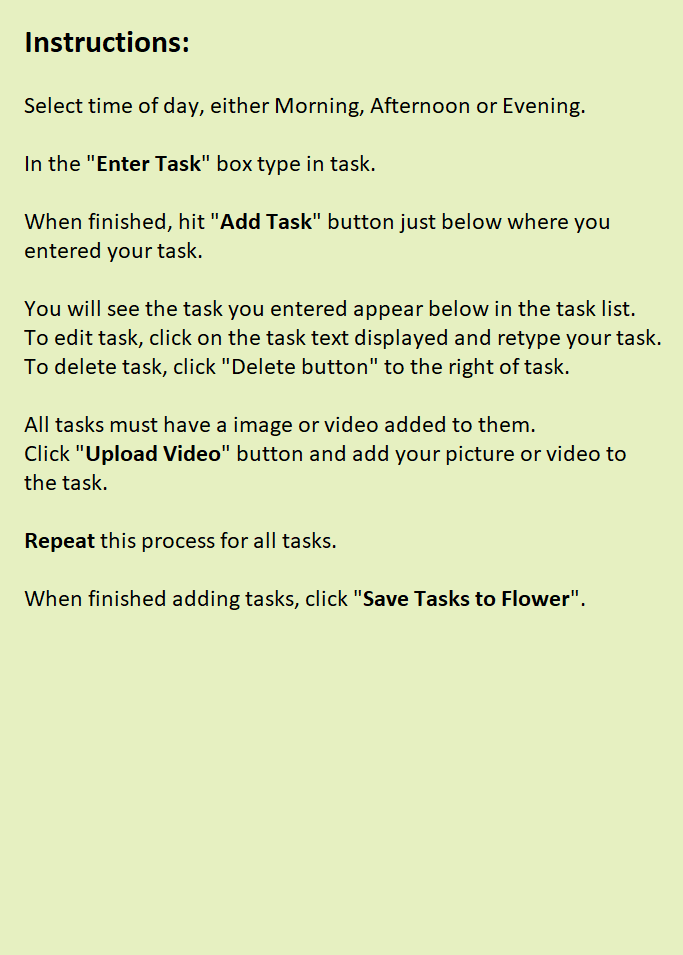 Instructions:
Select time of day, either Morning, Afternoon or Evening.
In the "Enter Task" box type in task.
When finished, hit "Add Task" button just below where you
entered your task.
You will see the task you entered appear below in the task list.
To edit task, click on the task text displayed and retype your task.
To delete task, click "Delete button" to the right of task.
All tasks must have a image or video added to them.
Click "Upload Video" button and add your picture or video to
the task.
Repeat this process for all tasks.
When finished adding tasks, click "Save Tasks to Flower".